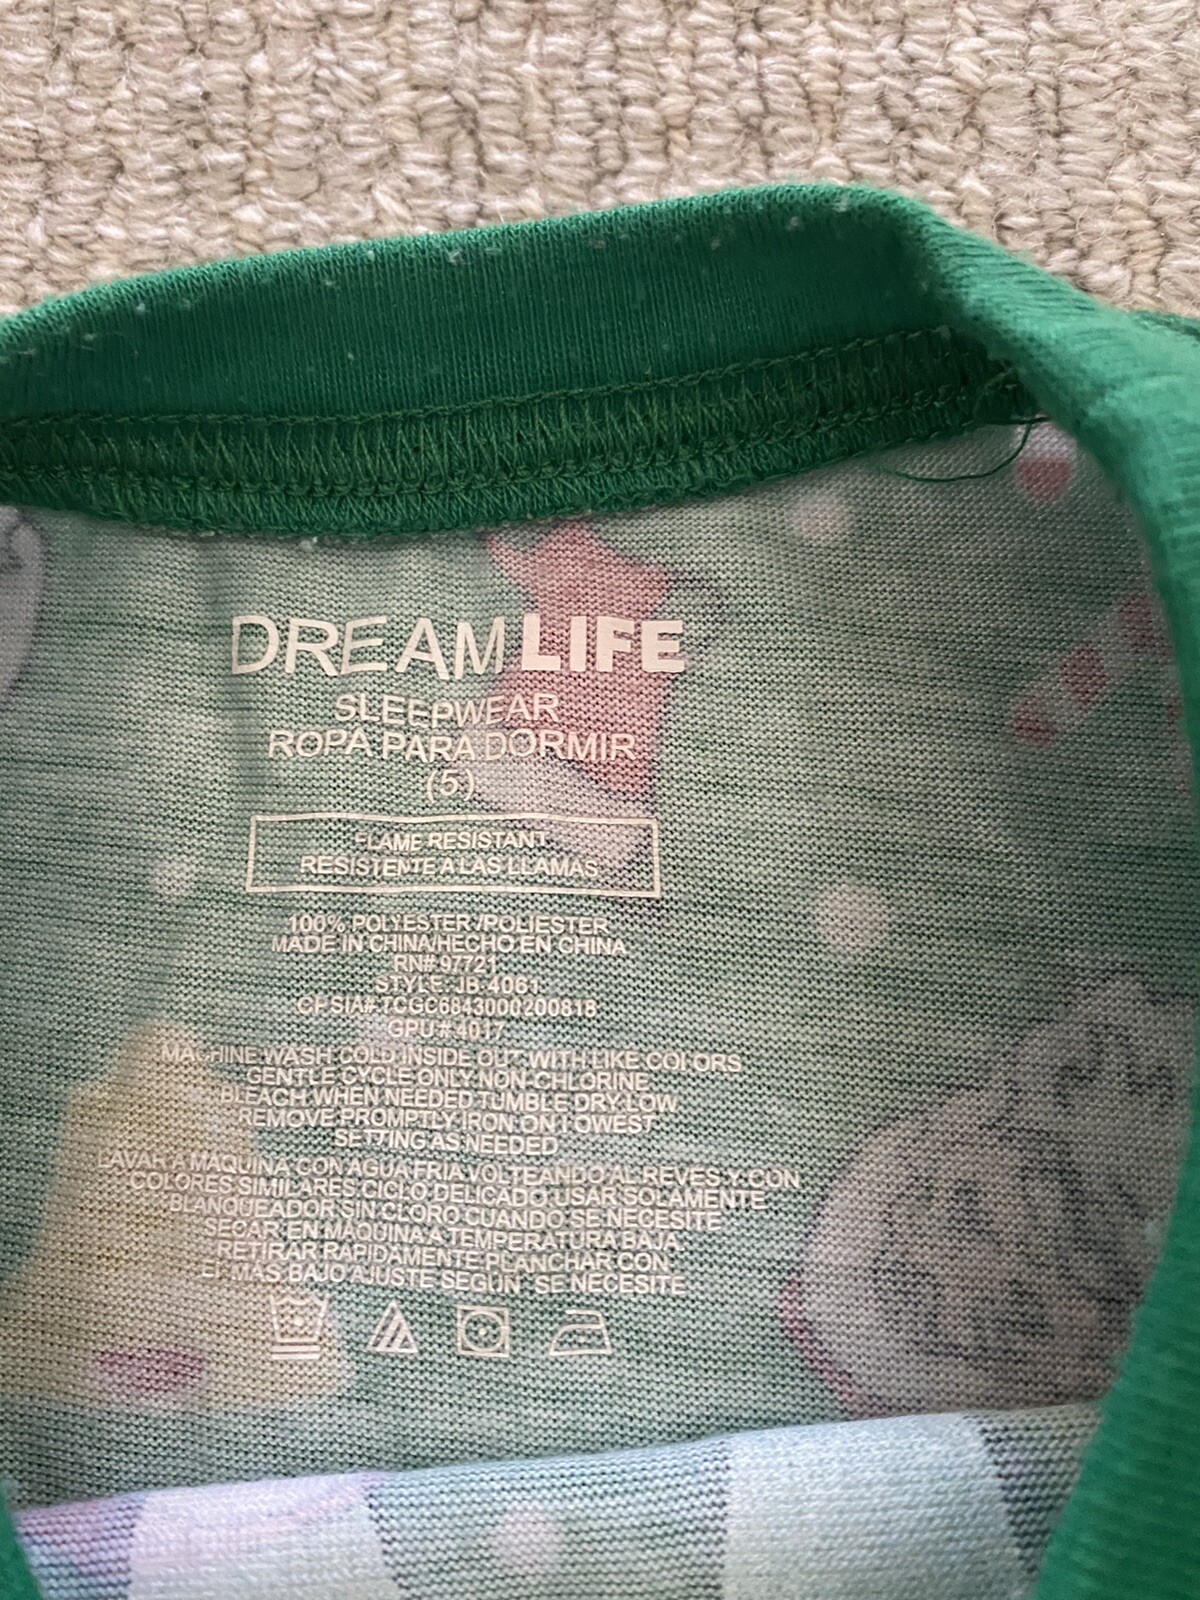 DREAMLIFE
SLEEPWEAR
ROPA PARA DORMIR
(5)
FLAME RESISTANT
RESISTENTE A LAS LLAMAS
100% POLYESTER/POLIESTER
MADE IN CHINA/HECHO EN CHINA
RN# 97721
STYLE: JB 4061
CPSIA# TCGC6843000200818
GPU # 4017
MACHINE WASH COLD INSIDE OUT WITH LIKE COLORS
GENTLE CYCLE ONLY NON-CHLORINE
BLEACH WHEN NEEDED TUMBLE DRY LOW
REMOVE PROMPTLY IRON ON LOWEST
SETTING AS NEEDED
LAVAR A MAQUINA CON AGUA FRIA VOLTEANDO AL REVES Y CON
COLORES SIMILARES CICLO DELICADO USAR SOLAMENTE
BLANQUEADOR SIN CLORO CUANDO SE NECESITE
SECAR EN MAQUINA A TEMPERATURA BAJA
RETIRAR RAPIDAMENTE PLANCHAR CON
EL MAS BAJO AJUSTE SEGÚN SE NECESITE